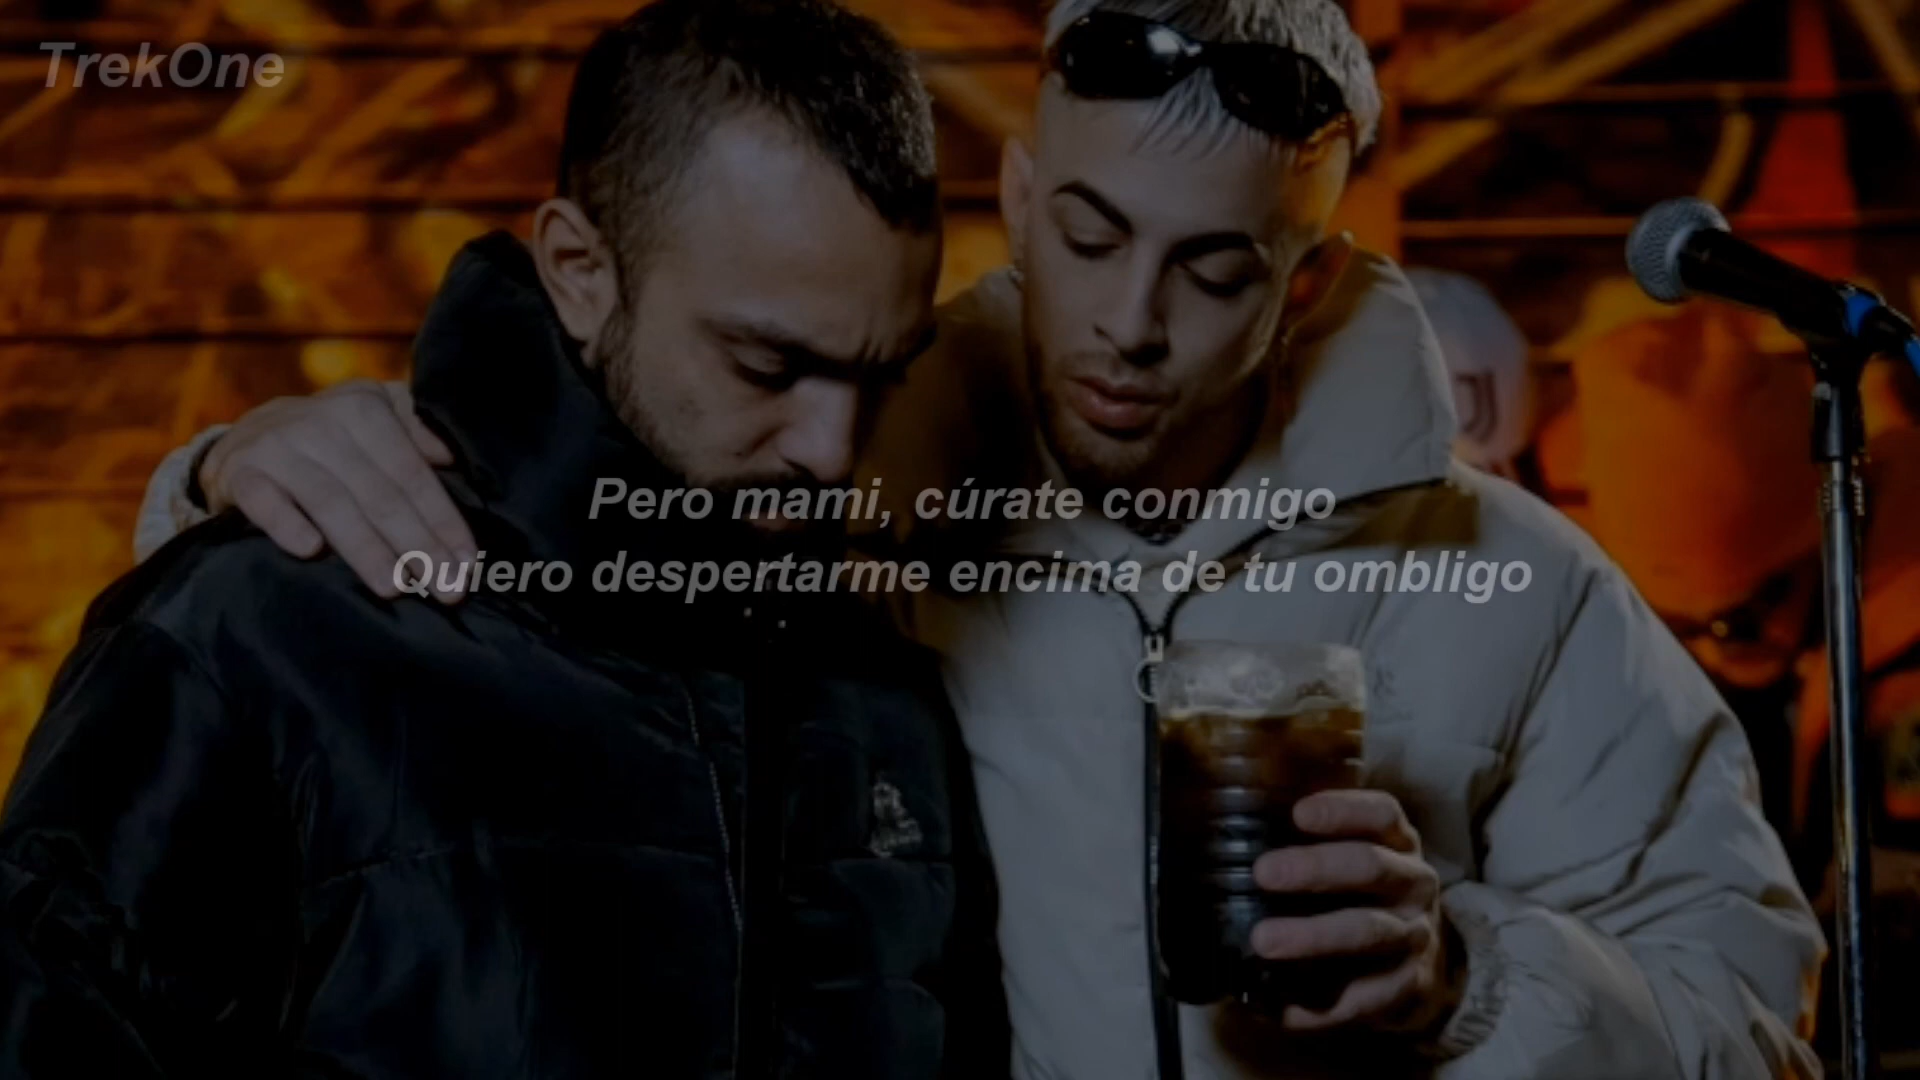 TrekOne
Pero mami, cúrate conmigo
Quiero despertarme encima de tu ombligo